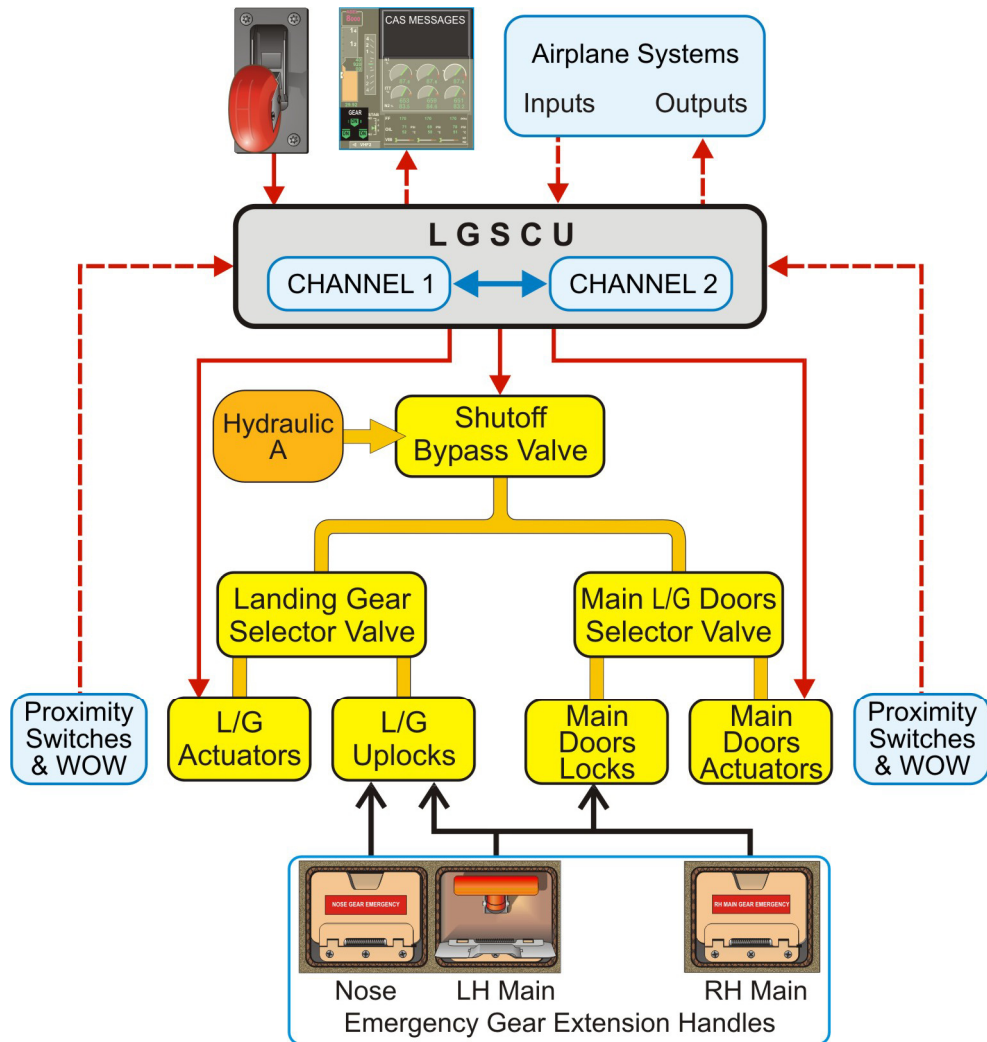 CAS MESSAGES
GEAR
Airplane Systems
Inputs Outputs
L G S C U
CHANNEL 1
CHANNEL 2
Hydraulic
A
Shutoff
Bypass Valve
Landing Gear
Selector Valve
Main L/G Doors
Selector Valve
Proximity
Switches
& WOW
L/G
Actuators
L/G
Uplocks
Main
Doors
Locks
Main
Doors
Actuators
Proximity
Switches
& WOW
NOSE GEAR EMERGENCY
RH MAIN GEAR EMERGENCY
Nose
LH Main
RH Main
Emergency Gear Extension Handles